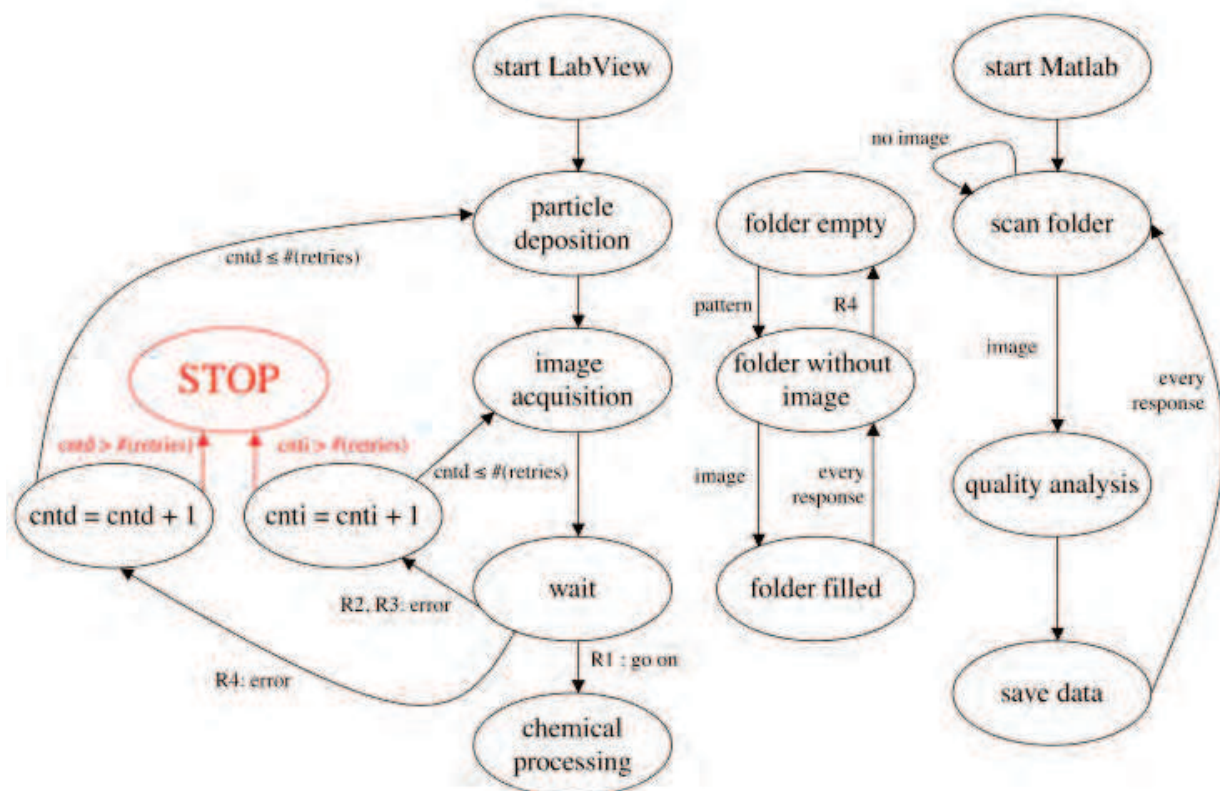 start LabView
start Matlab
no image
particle
deposition
folder empty
scan folder
cntd ≤ #(retries)
pattern
R4
STOP
image
acquisition
folder without
image
image
every
response
cntd > #(retries)
cnti > #(retries)
cntd ≤ #(retries)
image
every
response
cntd = cntd + 1
cnti = cnti + 1
quality analysis
wait
folder filled
R2, R3: error
R1 : go on
R4: error
save data
chemical
processing